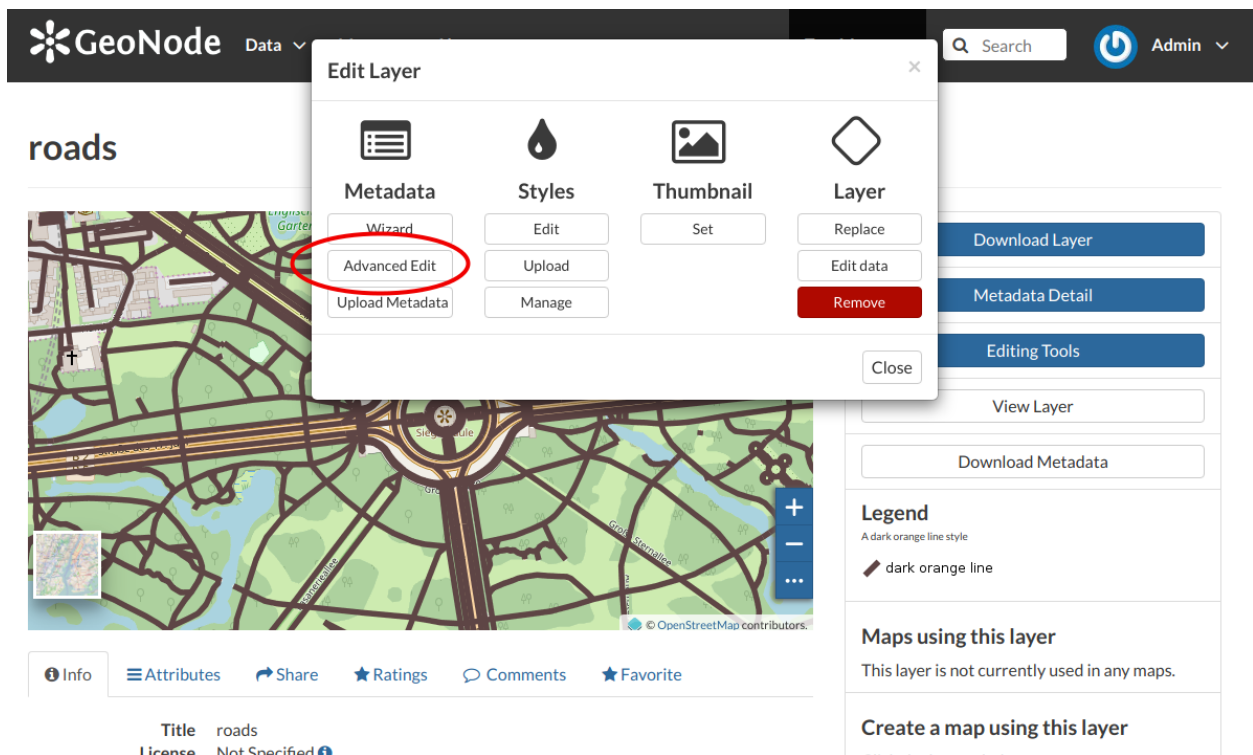 GeoNode Data
Search
Admin
Edit Layer
×
roads
Metadata
Styles
Thumbnail
Layer
Wizard
Edit
Set
Replace
Advanced Edit
Upload
Edit data
Upload Metadata
Manage
Remove
Close
Download Layer
Metadata Detail
Editing Tools
View Layer
Download Metadata
Legend
A dark orange line style
dark orange line
Maps using this layer
This layer is not currently used in any maps.
Create a map using this layer
Große Sternallee
+
−
...
© OpenStreetMap contributors.
Info
Attributes
Share
Ratings
Comments
Favorite
Title roads
License Not Specified